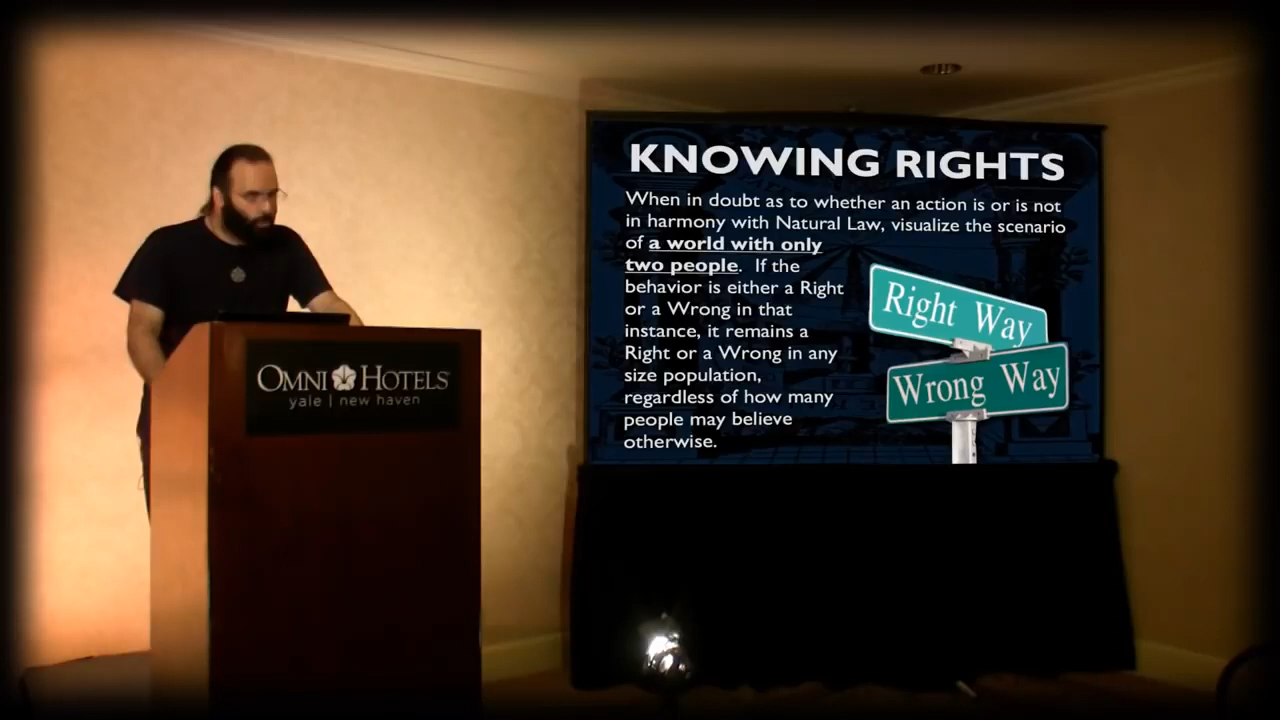 KNOWING RIGHTS
When in doubt as to whether an action is or is not
in harmony with Natural Law, visualize the scenario
of a world with only
two people. If the
behavior is either a Right
or a Wrong in that
instance, it remains a
Right or a Wrong in any
size population,
regardless of how many
people may believe
otherwise.
Right Way
Wrong Way
OMNI HOTELS
yale | new haven